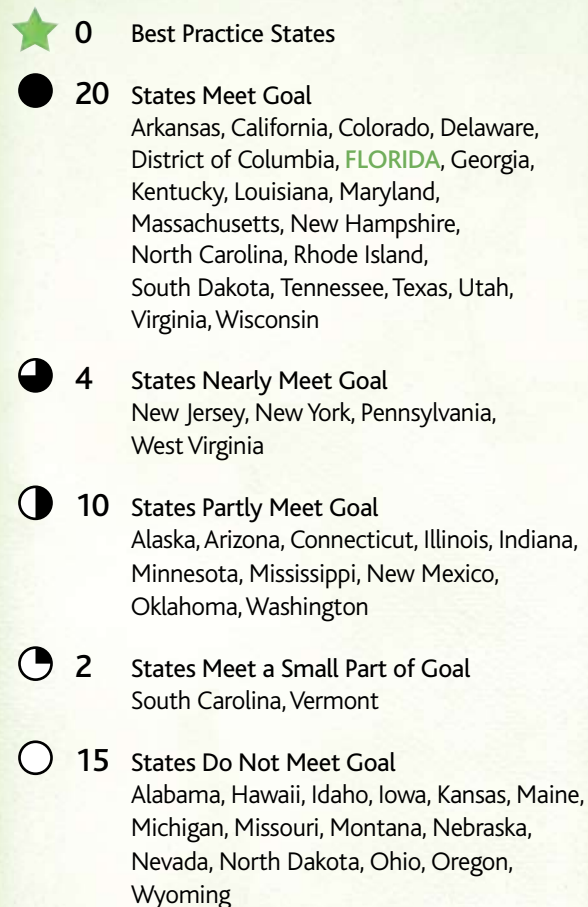 0 Best Practice States
20 States Meet Goal
Arkansas, California, Colorado, Delaware,
District of Columbia, FLORIDA, Georgia,
Kentucky, Louisiana, Maryland,
Massachusetts, New Hampshire,
North Carolina, Rhode Island,
South Dakota, Tennessee, Texas, Utah,
Virginia, Wisconsin
4 States Nearly Meet Goal
New Jersey, New York, Pennsylvania,
West Virginia
10 States Partly Meet Goal
Alaska, Arizona, Connecticut, Illinois, Indiana,
Minnesota, Mississippi, New Mexico,
Oklahoma, Washington
2 States Meet a Small Part of Goal
South Carolina, Vermont
15 States Do Not Meet Goal
Alabama, Hawaii, Idaho, Iowa, Kansas, Maine,
Michigan, Missouri, Montana, Nebraska,
Nevada, North Dakota, Ohio, Oregon,
Wyoming